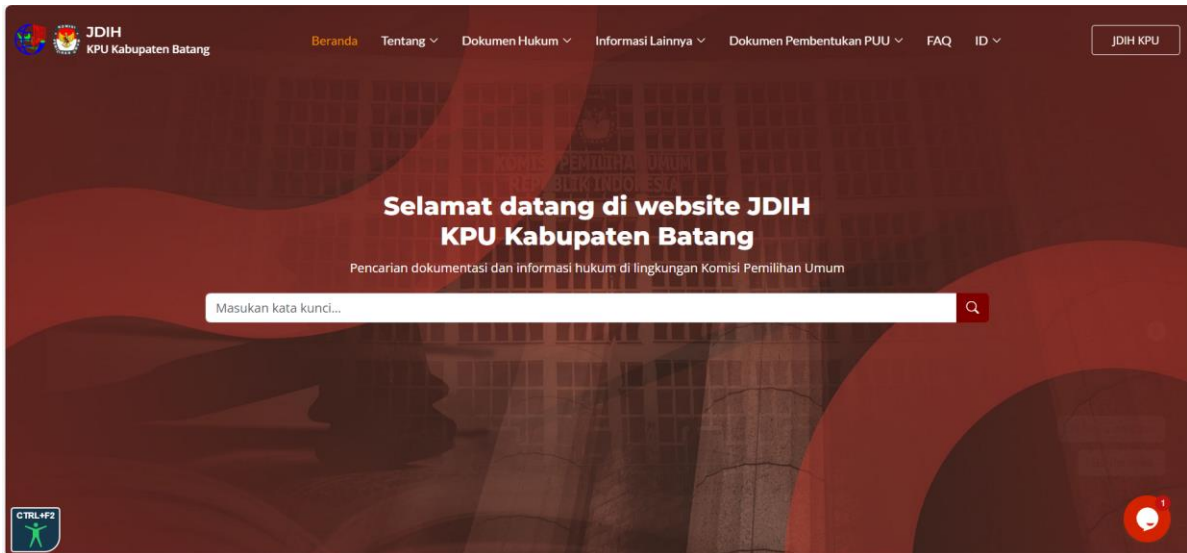 JDIH
KPU Kabupaten Batang
Beranda
Tentang
Dokumen Hukum
Informasi Lainnya
Dokumen Pembentukan PUU
FAQ
ID
JDIH KPU
KOMISI PEMILIHAN UMUM
REPUBLIK INDONESIA
Selamat datang di website JDIH
KPU Kabupaten Batang
Pencarian dokumentasi dan informasi hukum di lingkungan Komisi Pemilihan Umum
Masukan kata kunci...
CTRL+F2
1